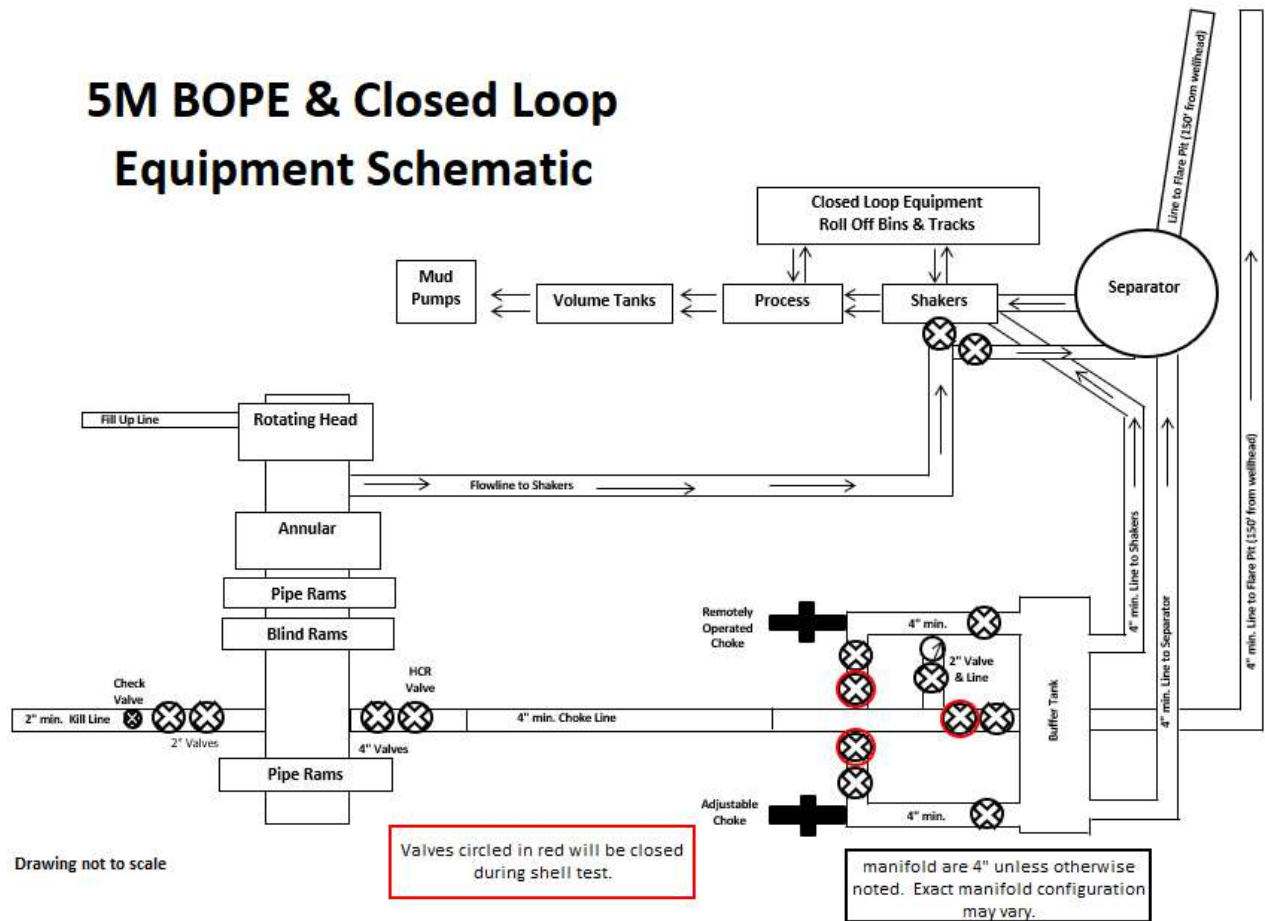 5M BOPE & Closed Loop
Equipment Schematic
Closed Loop Equipment
Roll Off Bins & Tracks
Line to Flare Pit (150' from wellhead)
Mud
Pumps
Volume Tanks
Process
Shakers
Separator
Fill Up Line
Rotating Head
Flowline to Shakers
Annular
Pipe Rams
Blind Rams
Remotely
Operated
Choke
4" min.
2" Valve
& Line
Buffer Tank
4" min. Line to Shakers
4" min. Line to Separator
4" min. Line to Flare Pit (150' from wellhead)
Check
Valve
HCR
Valve
2" min. Kill Line
4" min. Choke Line
2" Valves
4" Valves
Pipe Rams
Adjustable
Choke
4" min.
Drawing not to scale
Valves circled in red will be closed
during shell test.
manifold are 4" unless otherwise
noted. Exact manifold configuration
may vary.